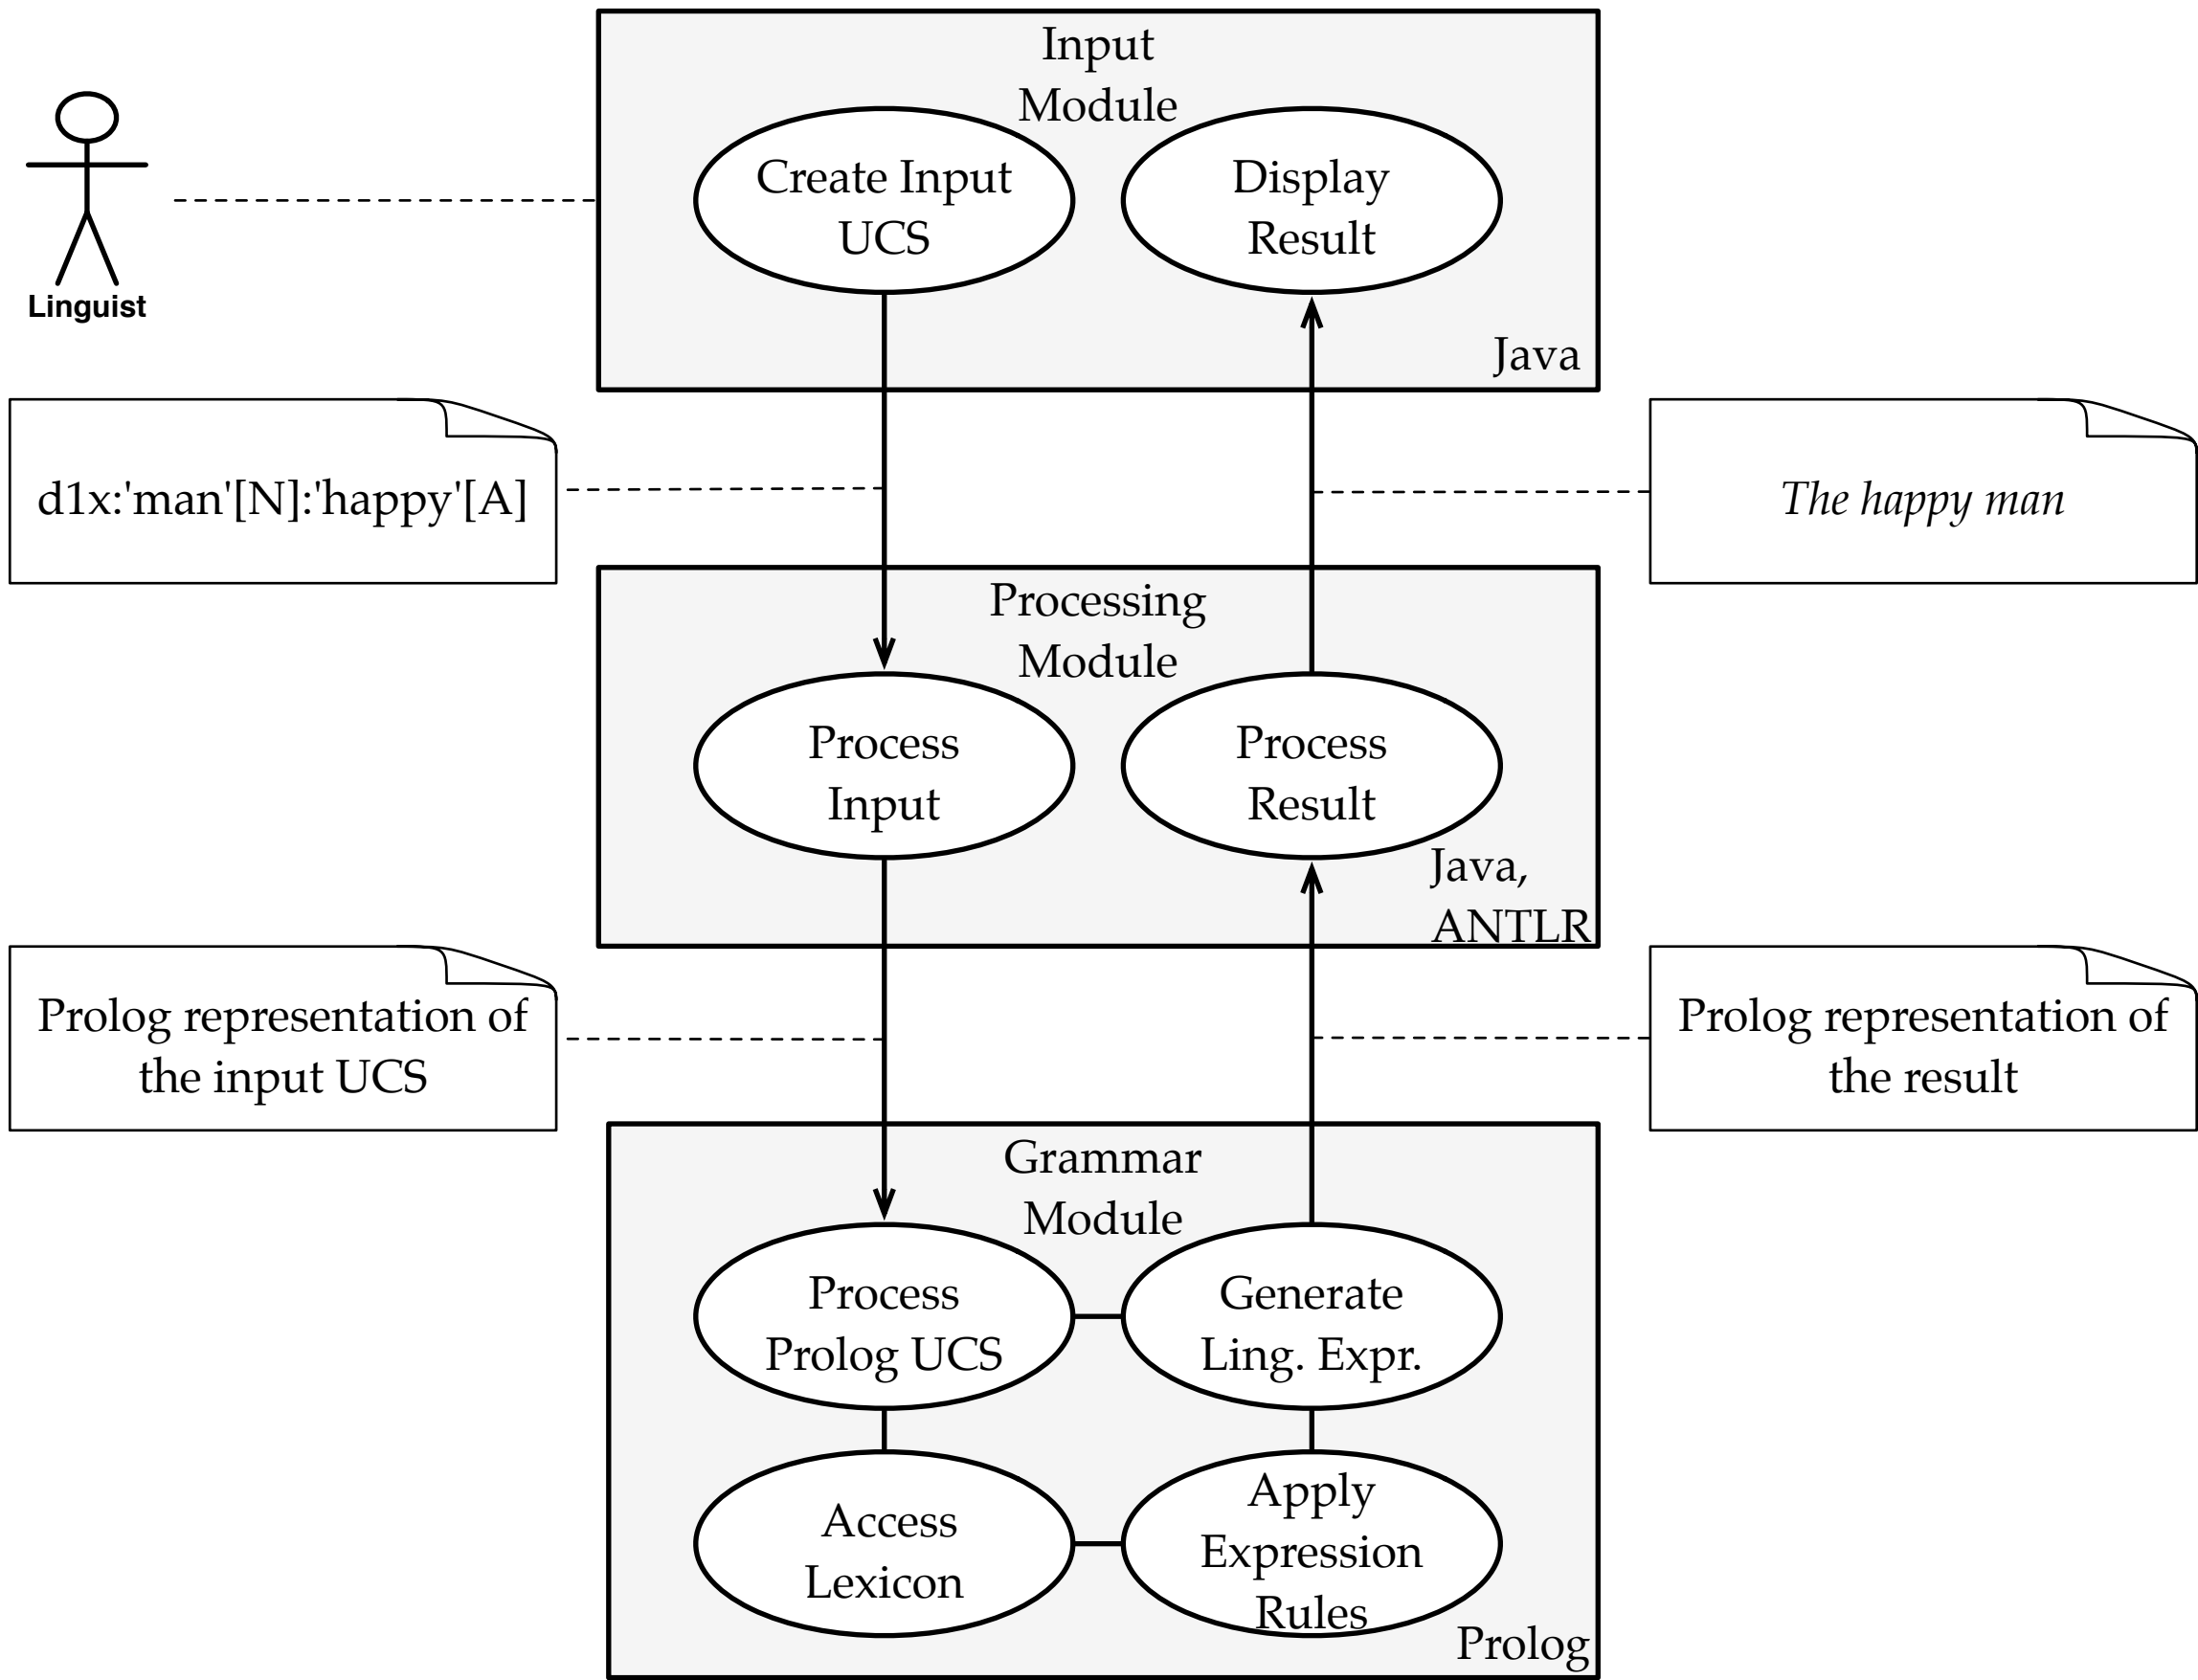 Input
Module
Create Input
UCS
Display
Result
Java
Linguist
d1x:'man'[N]:'happy'[A]
The happy man
Processing
Module
Process
Input
Process
Result
Java,
ANTLR
Prolog representation of
the input UCS
Prolog representation of
the result
Grammar
Module
Process
Prolog UCS
Generate
Ling. Expr.
Access
Lexicon
Apply
Expression
Rules
Prolog